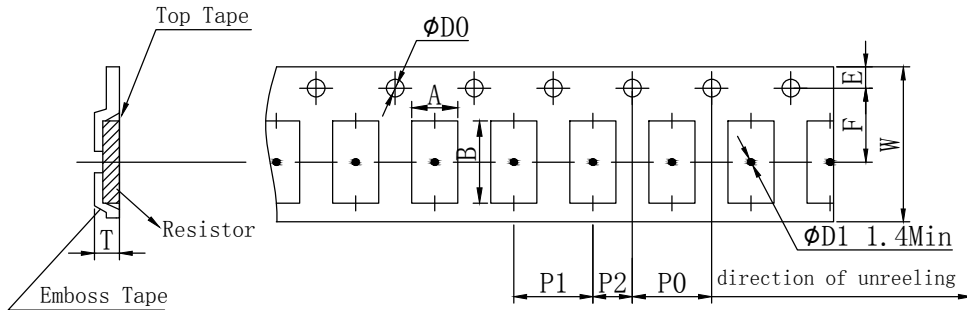 Top Tape
ϕD0
A
E
F
W
B
Resistor
T
ϕD1 1.4Min
P1
P2
P0
direction of unreeling
Emboss Tape